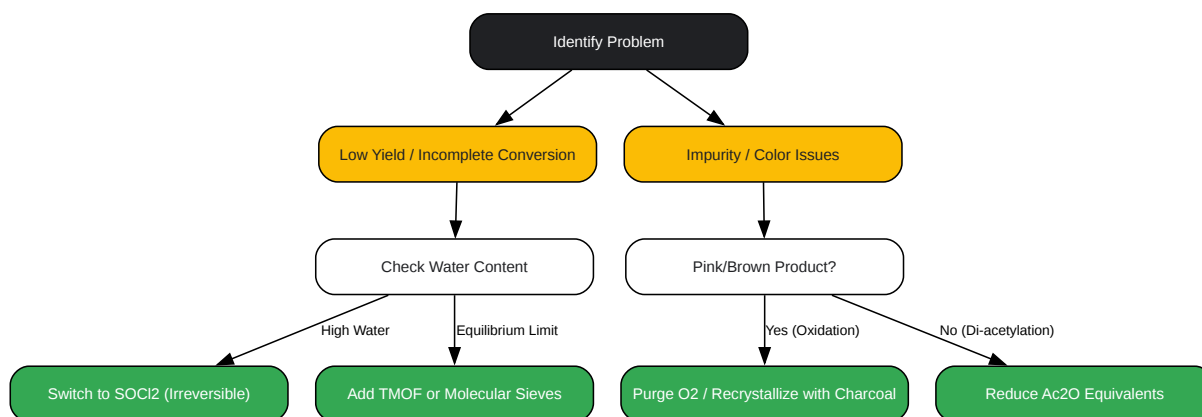 Identify Problem
Low Yield / Incomplete Conversion
Impurity / Color Issues
Check Water Content
Pink/Brown Product?
High Water
Equilibrium Limit
Yes (Oxidation)
No (Di-acetylation)
Switch to SOCl2 (Irreversible)
Add TMOF or Molecular Sieves
Purge O2 / Recrystallize with Charcoal
Reduce Ac2O Equivalents